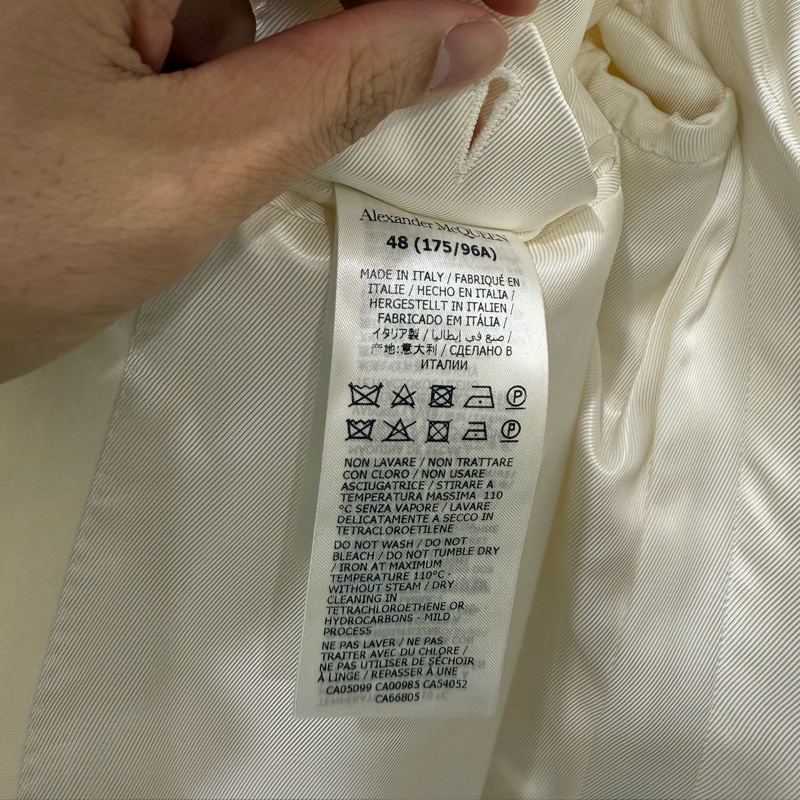 Alexander McQUEEN
48 (175/96A)
MADE IN ITALY / FABRIQUÉ EN
ITALIE / HECHO EN ITALIA /
HERGESTELLT IN ITALIEN /
FABRICADO EM ITÁLIA /
イタリア製 / صنع في إيطاليا /
产地:意大利 / СДЕЛАНО В
ИТАЛИИ
P
P
NON LAVARE / NON TRATTARE
CON CLORO / NON USARE
ASCIUGATRICE / STIRARE A
TEMPERATURA MASSIMA 110
°C SENZA VAPORE / LAVARE
DELICATAMENTE A SECCO IN
TETRACLOROETILENE
DO NOT WASH / DO NOT
BLEACH / DO NOT TUMBLE DRY
/ IRON AT MAXIMUM
TEMPERATURE 110°C -
WITHOUT STEAM / DRY
CLEANING IN
TETRACHLOROETHENE OR
HYDROCARBONS - MILD
PROCESS
NE PAS LAVER / NE PAS
TRAITER AVEC DU CHLORE /
NE PAS UTILISER DE SÉCHOIR
À LINGE / REPASSER À UNE
CA05099 CA00985 CA54052
CA66805